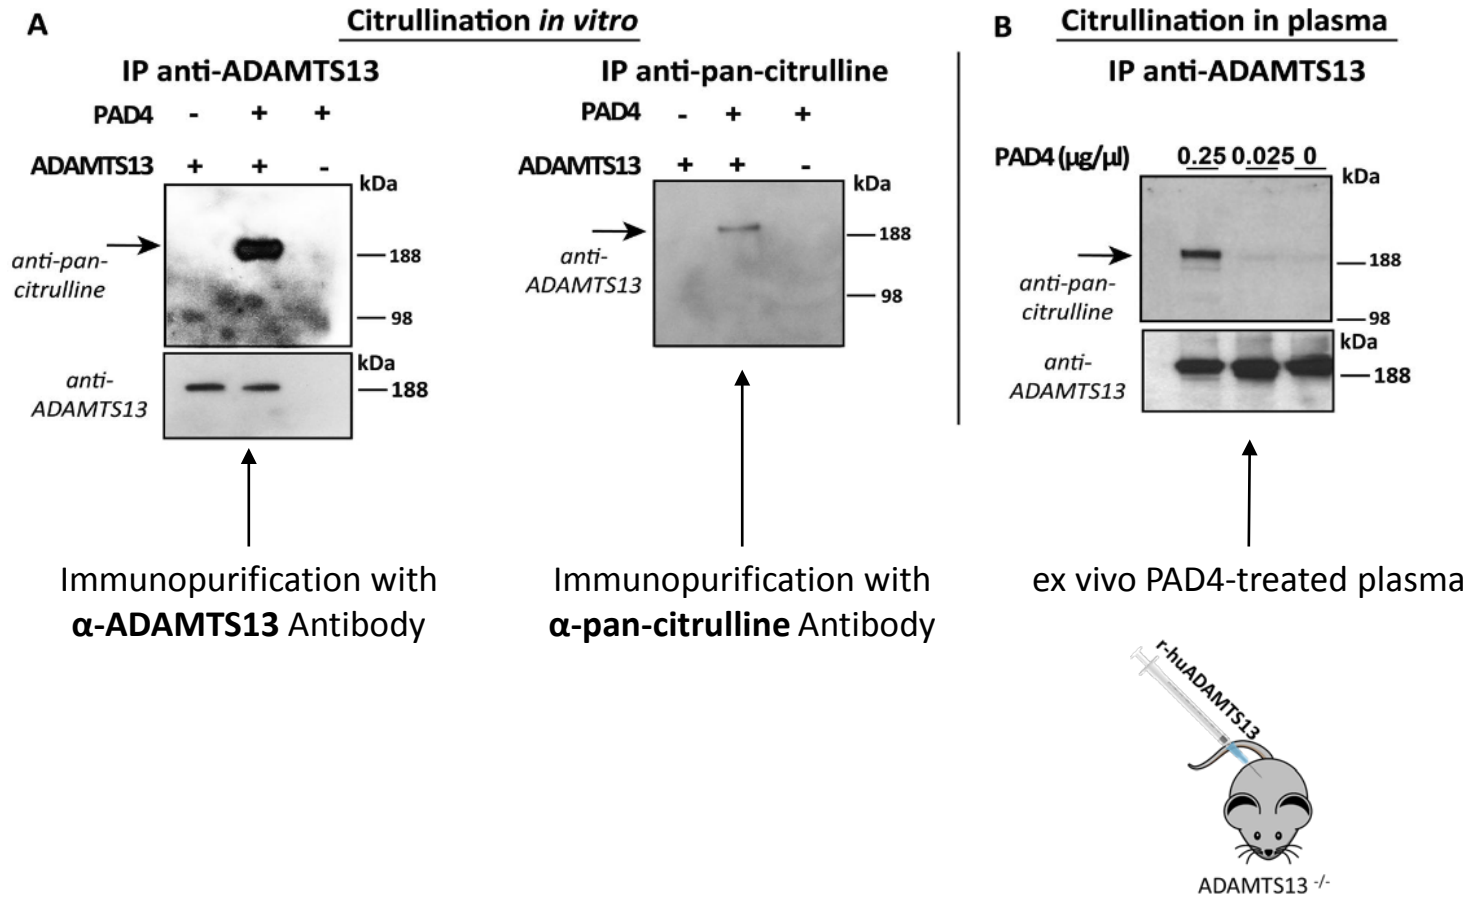 A
Citrullination in vitro
IP anti-ADAMTS13
PAD4 - + +
ADAMTS13 + + -
kDa
anti-pan-
citrulline
188
98
kDa
anti-
ADAMTS13
188
IP anti-pan-citrulline
PAD4 - + +
ADAMTS13 + + -
kDa
anti-
ADAMTS13
188
98
B
Citrullination in plasma
IP anti-ADAMTS13
PAD4 (µg/µl) 0.25 0.025 0
kDa
anti-pan-
citrulline
188
98
kDa
anti-
ADAMTS13
188
Immunopurification with
α-ADAMTS13 Antibody
Immunopurification with
α-pan-citrulline Antibody
ex vivo PAD4-treated plasma
r-huADAMTS13
ADAMTS13 -/-